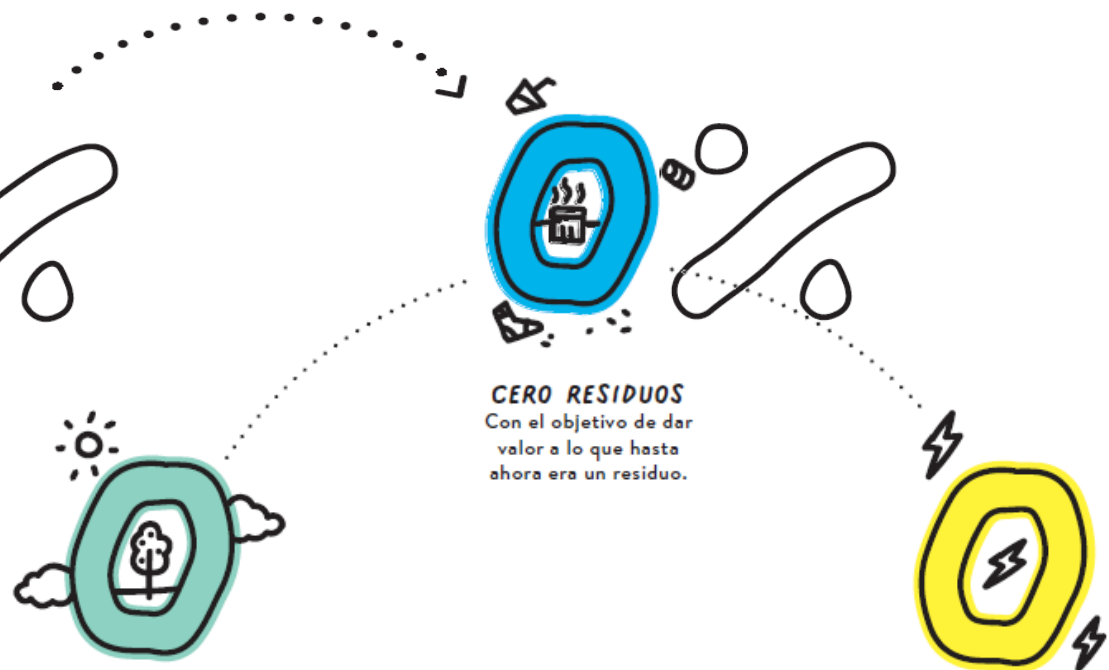 CERO RESIDUOS
Con el objetivo de dar
valor a lo que hasta
ahora era un residuo.